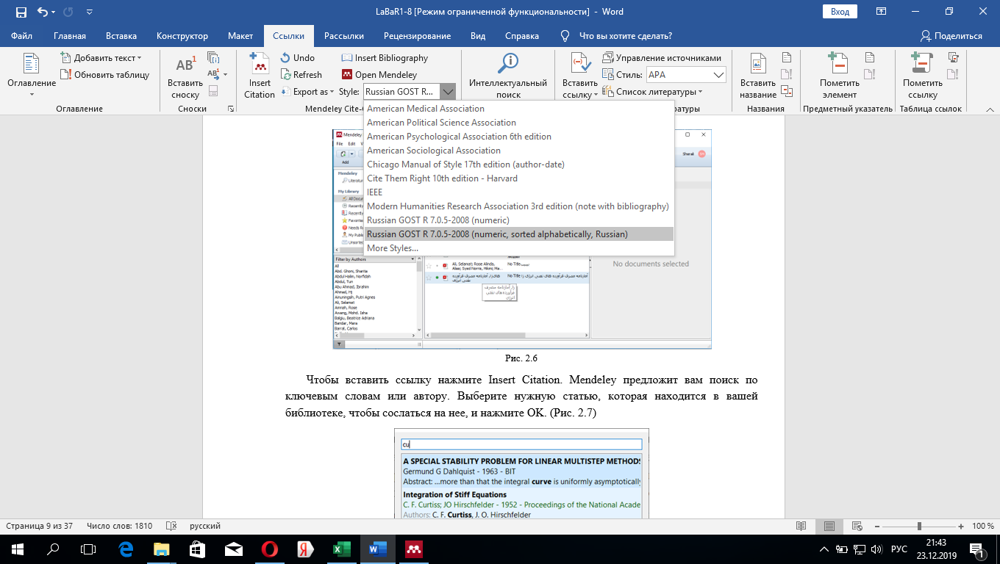 LaBaR1-8 [Режим ограниченной функциональности] - Word
Вход
Файл Главная Вставка Конструктор Макет Ссылки Рассылки Рецензирование Вид Справка Что вы хотите сделать? Поделиться
Оглавление
Добавить текст
Обновить таблицу
Оглавление
AB1
Вставить сноску
AB1
Сноски
Insert Citation
Undo
Refresh
Export as
Insert Bibliography
Open Mendeley
Style: Russian GOST R...
Mendeley Cite-
Интеллектуальный поиск
Вставить ссылку
Управление источниками
Стиль: APA
Список литературы
Вставить название
Названия
Пометить элемент
Предметный указатель
Пометить ссылку
Таблица ссылок
American Medical Association
American Political Science Association
American Psychological Association 6th edition
American Sociological Association
Chicago Manual of Style 17th edition (author-date)
Cite Them Right 10th edition - Harvard
IEEE
Modern Humanities Research Association 3rd edition (note with bibliography)
Russian GOST R 7.0.5-2008 (numeric)
Russian GOST R 7.0.5-2008 (numeric, sorted alphabetically, Russian)
More Styles...
Mendeley
File Edit
Add
Sherali
Mendeley
Literatur
My Library
All Docu
Recently
Recently
Favorite
Needs R
My Publi
Unsorted
Filter by Authors
All
Abd. Ghoni, Sharita
Abdul Halim, Norfidah
Abdul, Tun
Abu Ahmad, Ibrahim
Ahmad, Hj
Ainuningsih, Putri Agnes
Ali, Selamat
Amnah, Rose
Awang, Mohd. Isha
Balgiu, Beatrice Adriana
Bandar, Mara
Barral, Carlos
Ali, Selamat; Rose Alinda,
Alias; Syed Norris, Hikmi; Ma...
No Title
No Title
No documents selected
Рис. 2.6
Чтобы вставить ссылку нажмите Insert Citation. Mendeley предложит вам поиск по
ключевым словам или автору. Выберите нужную статью, которая находится в вашей
библиотеке, чтобы сослаться на нее, и нажмите OK. (Рис. 2.7)
cu
A SPECIAL STABILITY PROBLEM FOR LINEAR MULTISTEP METHODS
Germund G Dahlquist - 1963 - BIT
Abstract: ...more than that the integral curve is uniformly asymptotically
Integration of Stiff Equations
C. F. Curtiss; JO Hirschfelder - 1952 - Proceedings of the National Acade
Authors: C. F. Curtiss, J. O. Hirschfelder
Страница 9 из 37 Число слов: 1810 русский 100 %
РУС
21:43
23.12.2019
1